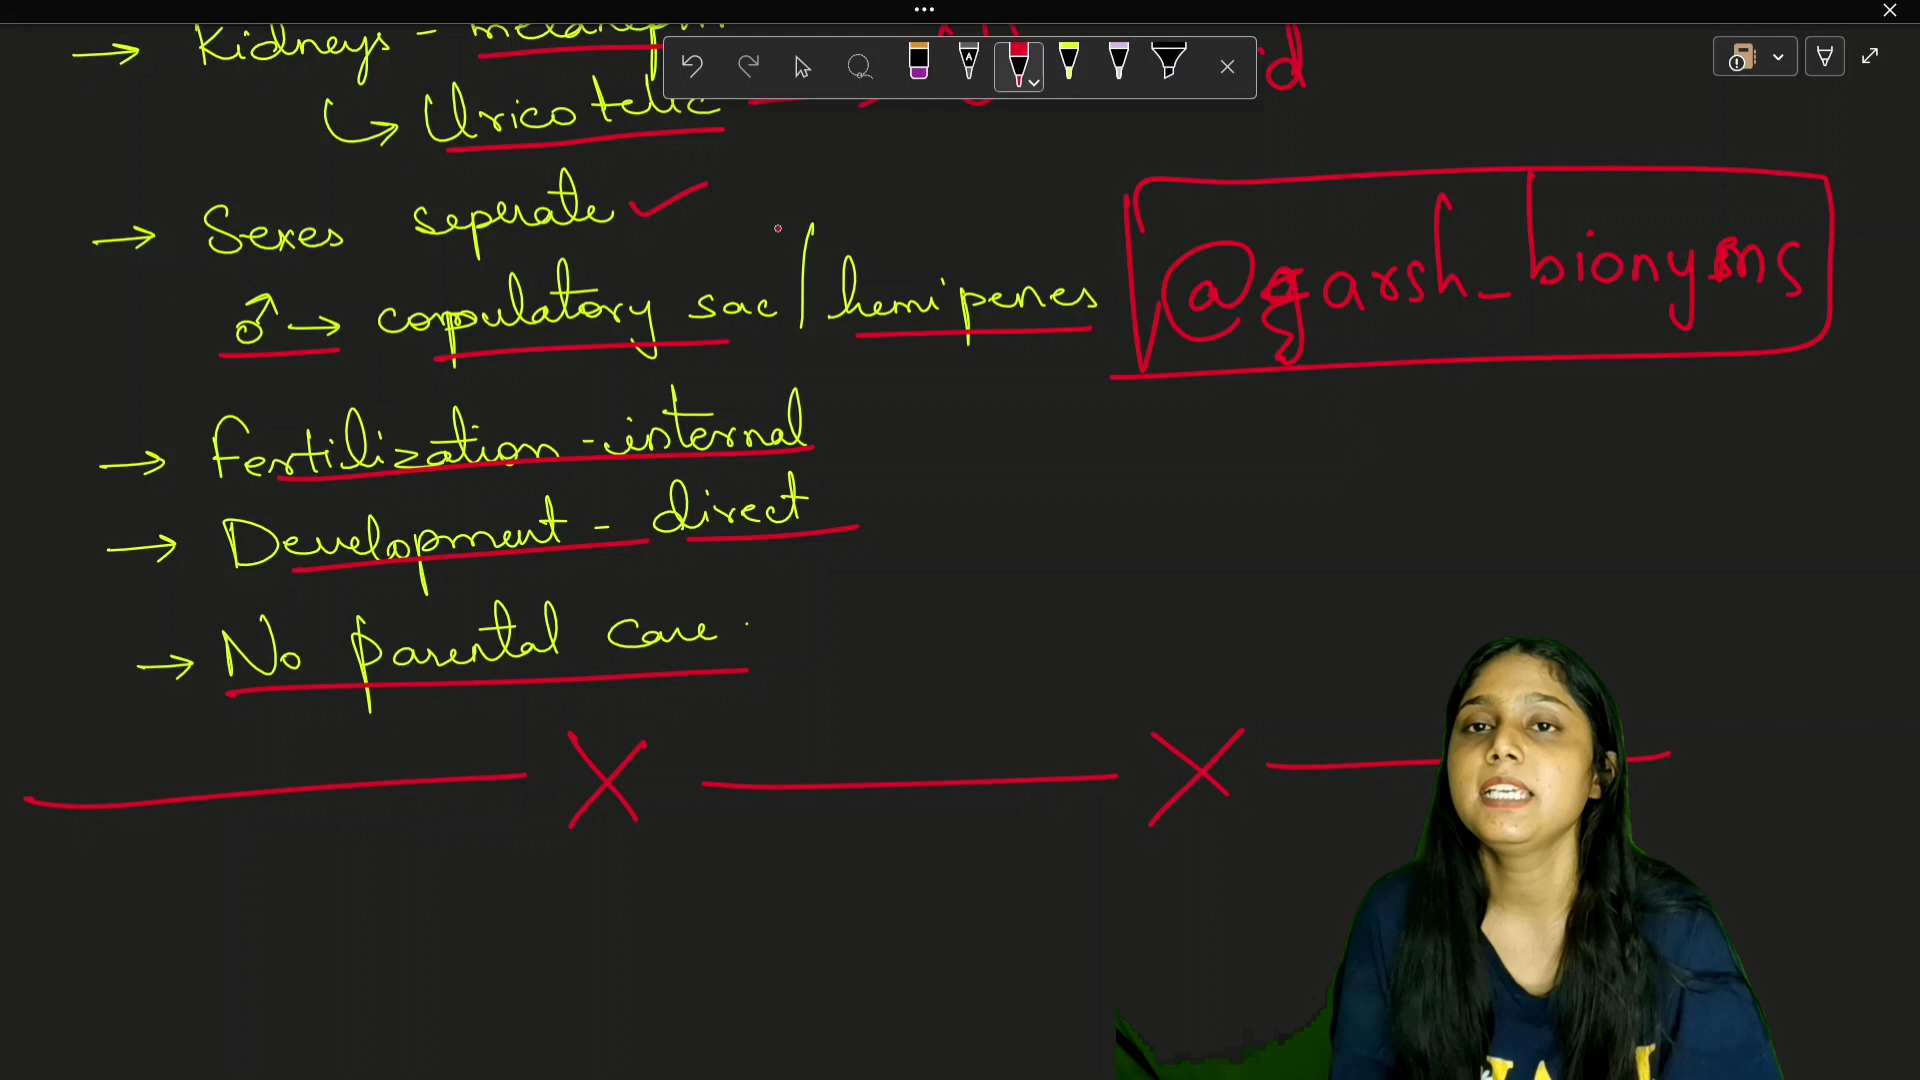 → Kidneys -
↳ Uricotelic
→ Sexes seperate ✓
♂ → copulatory sac / hemipenes
@garsh_bionyms
→ Fertilization - internal
→ Development - direct
→ No parental care.